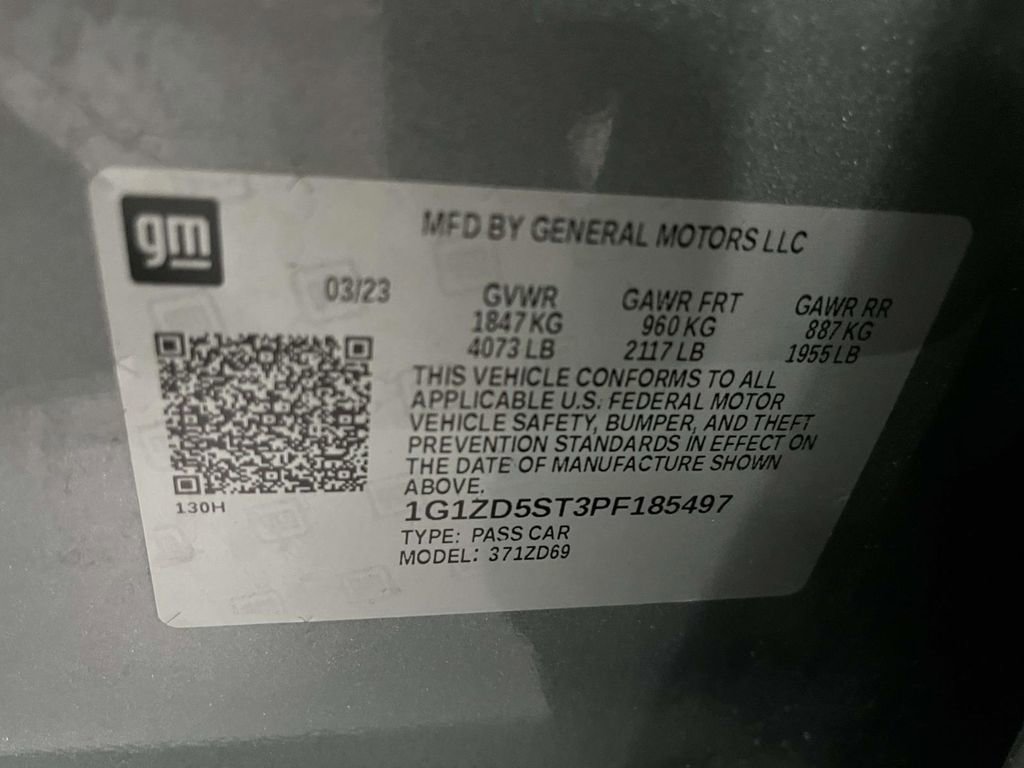 gm
MFD BY GENERAL MOTORS LLC
03/23 GVWR GAWR FRT GAWR RR
1847 KG 960 KG 887 KG
4073 LB 2117 LB 1955 LB
THIS VEHICLE CONFORMS TO ALL
APPLICABLE U.S. FEDERAL MOTOR
VEHICLE SAFETY, BUMPER, AND THEFT
PREVENTION STANDARDS IN EFFECT ON
THE DATE OF MANUFACTURE SHOWN
ABOVE.
130H
1G1ZD5ST3PF185497
TYPE: PASS CAR
MODEL: 371ZD69